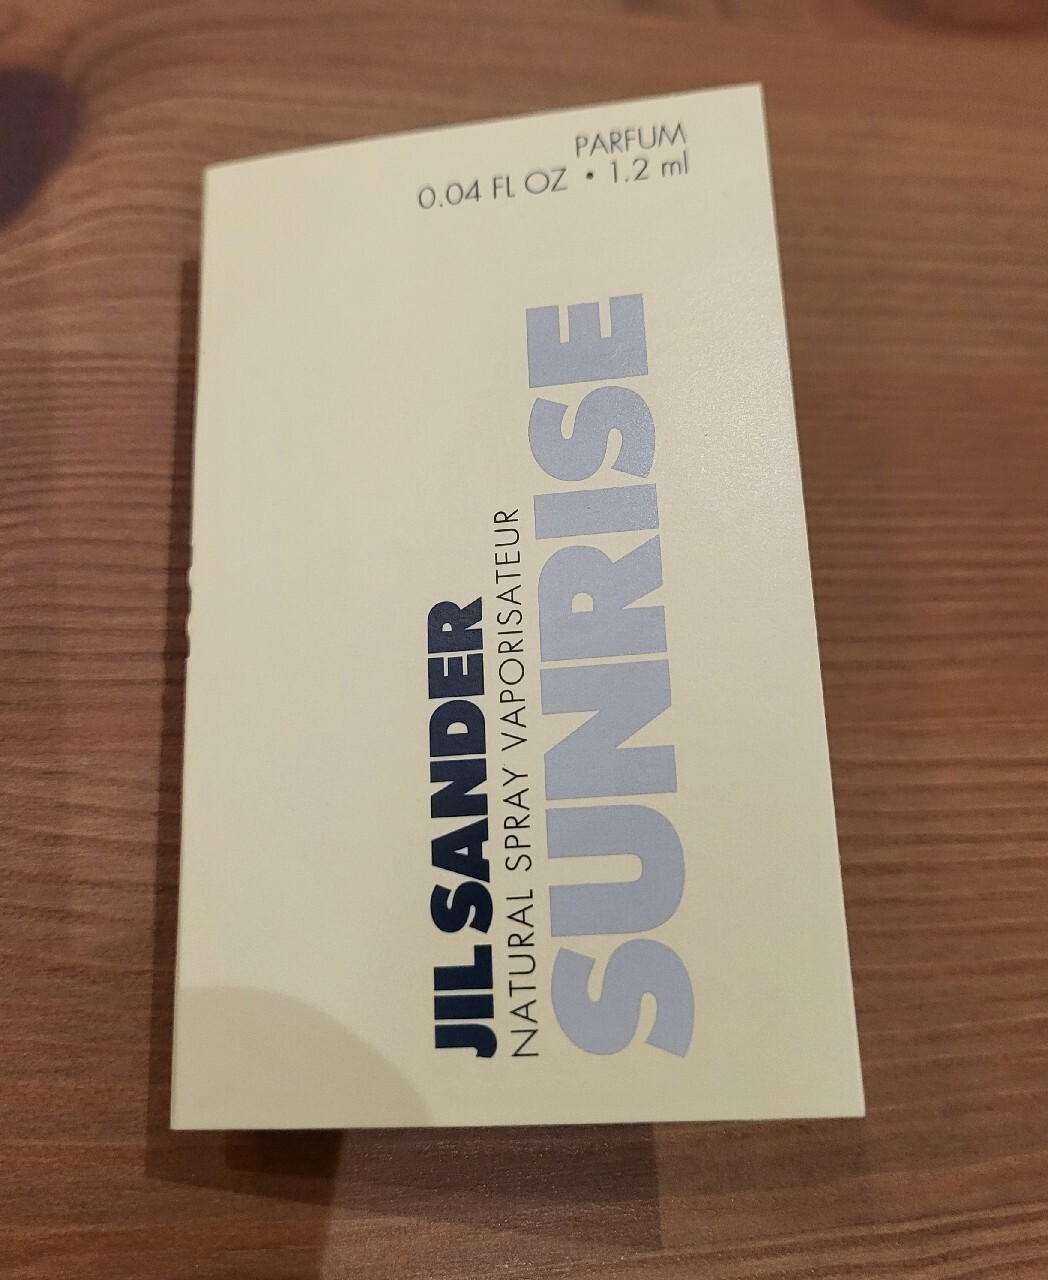 PARFUM
0.04 FL OZ • 1.2 ml
JIL SANDER
NATURAL SPRAY VAPORISATEUR
SUNRISE